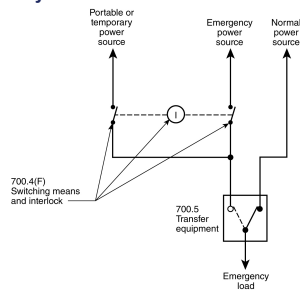 Portable or
temporary
power
source
Emergency
power
source
Normal
power
source
I
700.4(F)
Switching means
and interlock
700.5
Transfer
equipment
Emergency
load